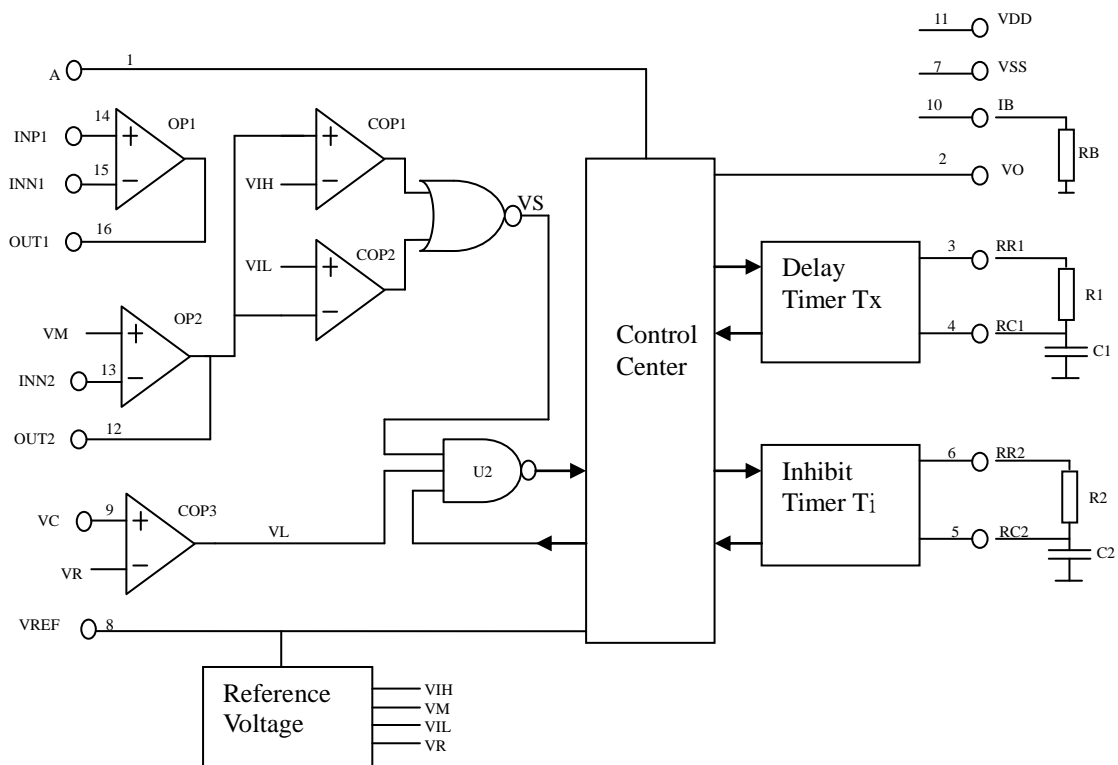 A
1
INP1
14
INN1
15
OP1
OUT1
16
COP1
VIH
VIL
COP2
VS
OP2
VM
INN2
13
OUT2
12
U2
VC
9
COP3
VR
VL
VREF
8
Reference
Voltage
VIH
VM
VIL
VR
Control
Center
11
VDD
7
VSS
10
IB
RB
2
VO
Delay
Timer Tx
3
RR1
R1
4
RC1
C1
Inhibit
Timer Ti
6
RR2
R2
5
RC2
C2